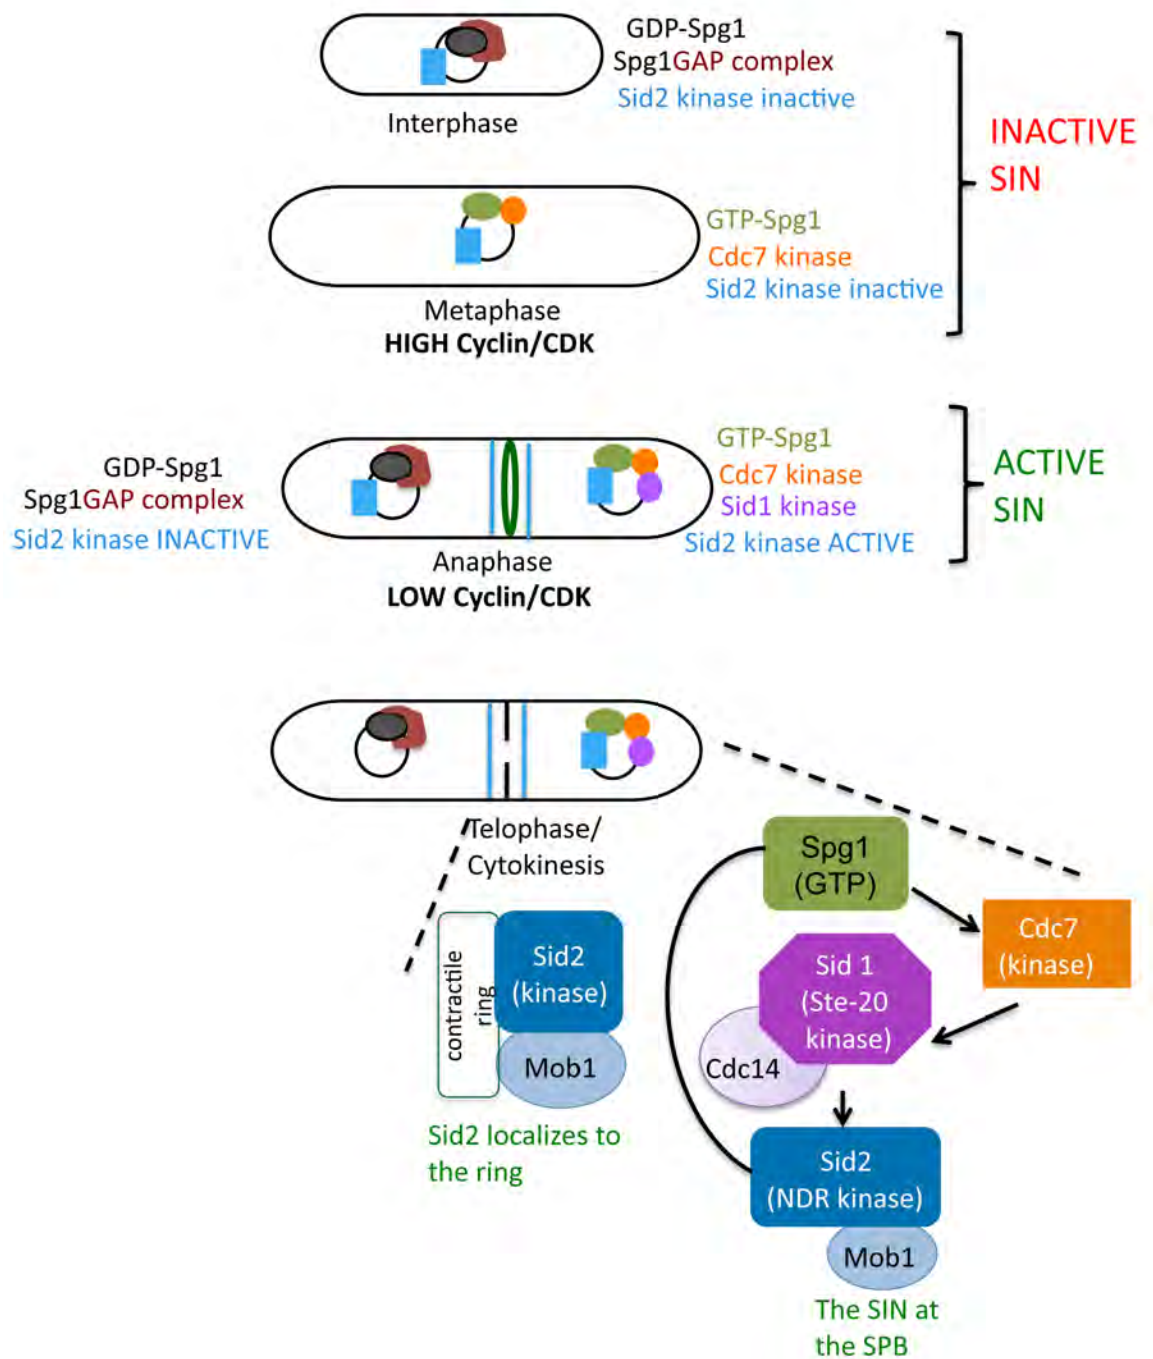 GDP-Spg1
Spg1GAP complex
Sid2 kinase inactive
Interphase
INACTIVE
SIN
GTP-Spg1
Cdc7 kinase
Sid2 kinase inactive
Metaphase
HIGH Cyclin/CDK
GDP-Spg1
Spg1GAP complex
Sid2 kinase INACTIVE
GTP-Spg1
Cdc7 kinase
Sid1 kinase
Sid2 kinase ACTIVE
ACTIVE
SIN
Anaphase
LOW Cyclin/CDK
Telophase/
Cytokinesis
contractile
ring
Sid2
(kinase)
Mob1
Sid2 localizes to
the ring
Spg1
(GTP)
Cdc7
(kinase)
Sid 1
(Ste-20
kinase)
Cdc14
Sid2
(NDR kinase)
Mob1
The SIN at
the SPB